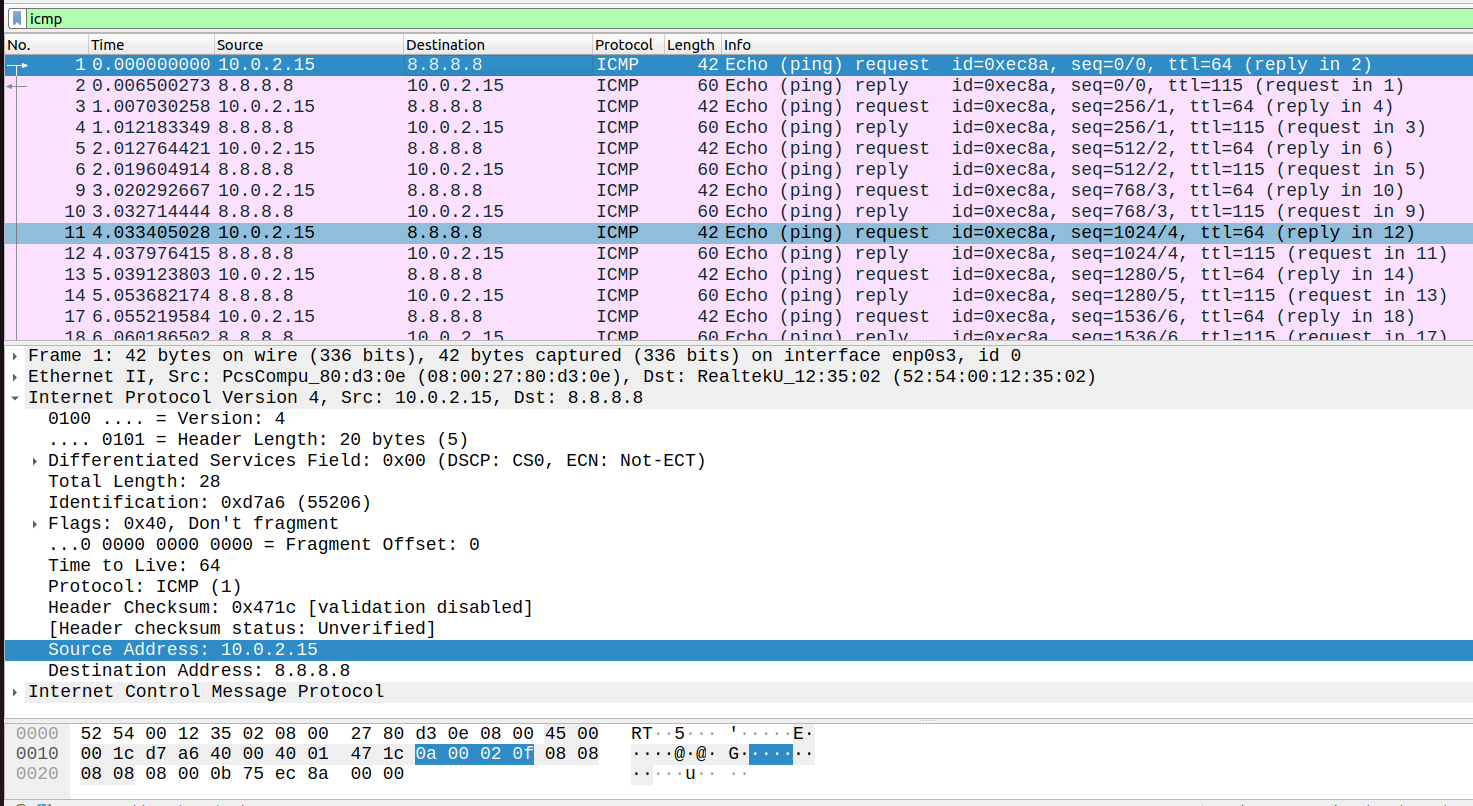 icmp
No. Time Source Destination Protocol Length Info
1 0.000000000 10.0.2.15 8.8.8.8 ICMP 42 Echo (ping) request id=0xec8a, seq=0/0, ttl=64 (reply in 2)
2 0.006500273 8.8.8.8 10.0.2.15 ICMP 60 Echo (ping) reply id=0xec8a, seq=0/0, ttl=115 (request in 1)
3 1.007030258 10.0.2.15 8.8.8.8 ICMP 42 Echo (ping) request id=0xec8a, seq=256/1, ttl=64 (reply in 4)
4 1.012183349 8.8.8.8 10.0.2.15 ICMP 60 Echo (ping) reply id=0xec8a, seq=256/1, ttl=115 (request in 3)
5 2.012764421 10.0.2.15 8.8.8.8 ICMP 42 Echo (ping) request id=0xec8a, seq=512/2, ttl=64 (reply in 6)
6 2.019604914 8.8.8.8 10.0.2.15 ICMP 60 Echo (ping) reply id=0xec8a, seq=512/2, ttl=115 (request in 5)
9 3.020292667 10.0.2.15 8.8.8.8 ICMP 42 Echo (ping) request id=0xec8a, seq=768/3, ttl=64 (reply in 10)
10 3.032714444 8.8.8.8 10.0.2.15 ICMP 60 Echo (ping) reply id=0xec8a, seq=768/3, ttl=115 (request in 9)
11 4.033405028 10.0.2.15 8.8.8.8 ICMP 42 Echo (ping) request id=0xec8a, seq=1024/4, ttl=64 (reply in 12)
12 4.037976415 8.8.8.8 10.0.2.15 ICMP 60 Echo (ping) reply id=0xec8a, seq=1024/4, ttl=115 (request in 11)
13 5.039123803 10.0.2.15 8.8.8.8 ICMP 42 Echo (ping) request id=0xec8a, seq=1280/5, ttl=64 (reply in 14)
14 5.053682174 8.8.8.8 10.0.2.15 ICMP 60 Echo (ping) reply id=0xec8a, seq=1280/5, ttl=115 (request in 13)
17 6.055219584 10.0.2.15 8.8.8.8 ICMP 42 Echo (ping) request id=0xec8a, seq=1536/6, ttl=64 (reply in 18)
18 6.060186502 8.8.8.8 10.0.2.15 ICMP 60 Echo (ping) reply id=0xec8a, seq=1536/6, ttl=115 (request in 17)
Frame 1: 42 bytes on wire (336 bits), 42 bytes captured (336 bits) on interface enp0s3, id 0
Ethernet II, Src: PcsCompu_80:d3:0e (08:00:27:80:d3:0e), Dst: RealtekU_12:35:02 (52:54:00:12:35:02)
Internet Protocol Version 4, Src: 10.0.2.15, Dst: 8.8.8.8
0100 .... = Version: 4
.... 0101 = Header Length: 20 bytes (5)
Differentiated Services Field: 0x00 (DSCP: CS0, ECN: Not-ECT)
Total Length: 28
Identification: 0xd7a6 (55206)
Flags: 0x40, Don't fragment
...0 0000 0000 0000 = Fragment Offset: 0
Time to Live: 64
Protocol: ICMP (1)
Header Checksum: 0x471c [validation disabled]
[Header checksum status: Unverified]
Source Address: 10.0.2.15
Destination Address: 8.8.8.8
Internet Control Message Protocol
0000 52 54 00 12 35 02 08 00 27 80 d3 0e 08 00 45 00 RT··5··· '·····E·
0010 00 1c d7 a6 40 00 40 01 47 1c 0a 00 02 0f 08 08 ····@·@· G·······
0020 08 08 08 00 0b 75 ec 8a 00 00 ·····u·· ··